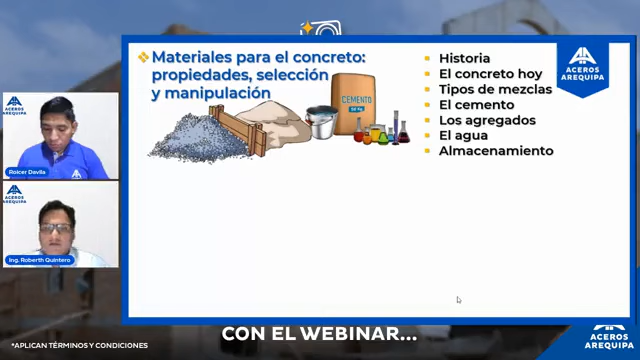 ❖ Materiales para el concreto:
propiedades, selección
y manipulación
CEMENTO
▪ Historia
▪ El concreto hoy
▪ Tipos de mezclas
▪ El cemento
▪ Los agregados
▪ El agua
▪ Almacenamiento
ACEROS
AREQUIPA
ACEROS
AREQUIPA
Roicer Davila
ACEROS
AREQUIPA
Ing. Roberth Quintero
CON EL WEBINAR...
*APLICAN TÉRMINOS Y CONDICIONES
ACEROS
AREQUIPA